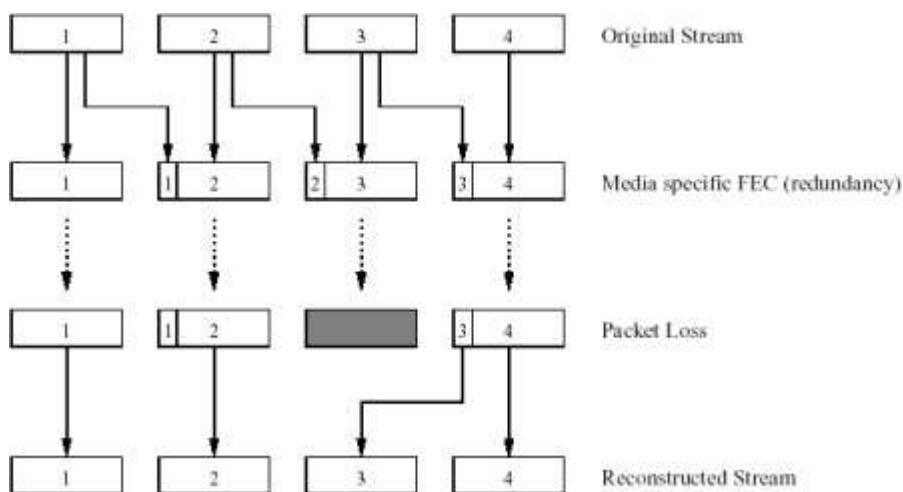 1 2 3 4 Original Stream
1 1 2 2 3 3 4 Media specific FEC (redundancy)
1 1 2 3 4 Packet Loss
1 2 3 4 Reconstructed Stream